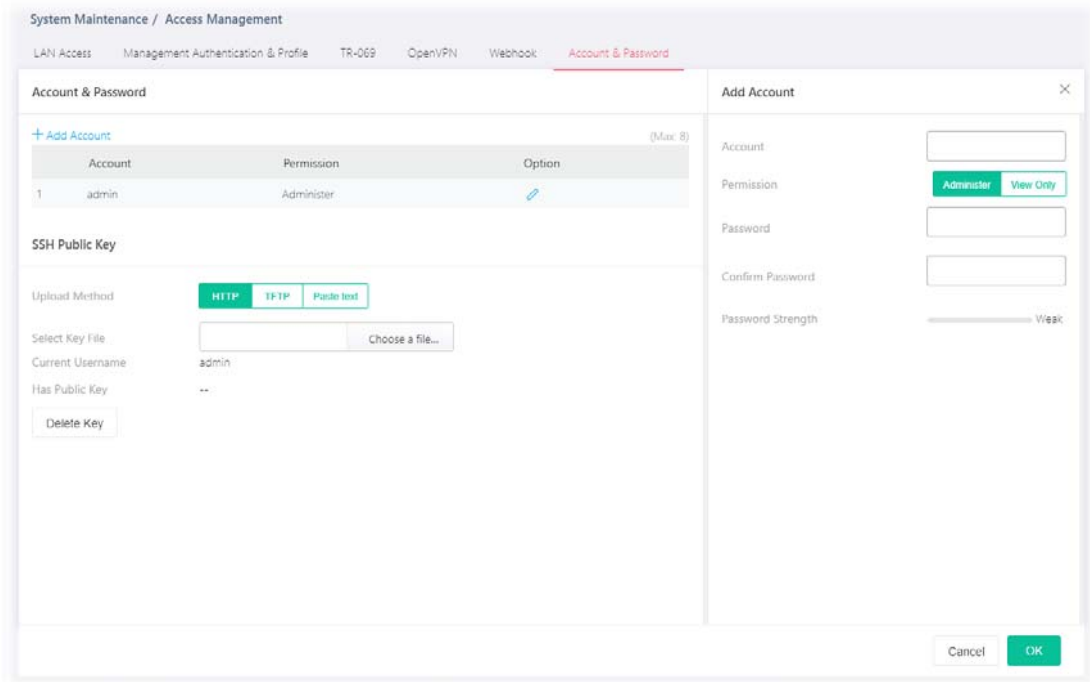 System Maintenance / Access Management
LAN Access Management Authentication & Profile TR-069 OpenVPN Webhook Account & Password
Account & Password
+ Add Account (Max: 8)
Account Permission Option
1 admin Administer
SSH Public Key
Upload Method HTTP TFTP Paste text
Select Key File Choose a file...
Current Username admin
Has Public Key --
Delete Key
Add Account
Account
Permission Administer View Only
Password
Confirm Password
Password Strength Weak
Cancel OK